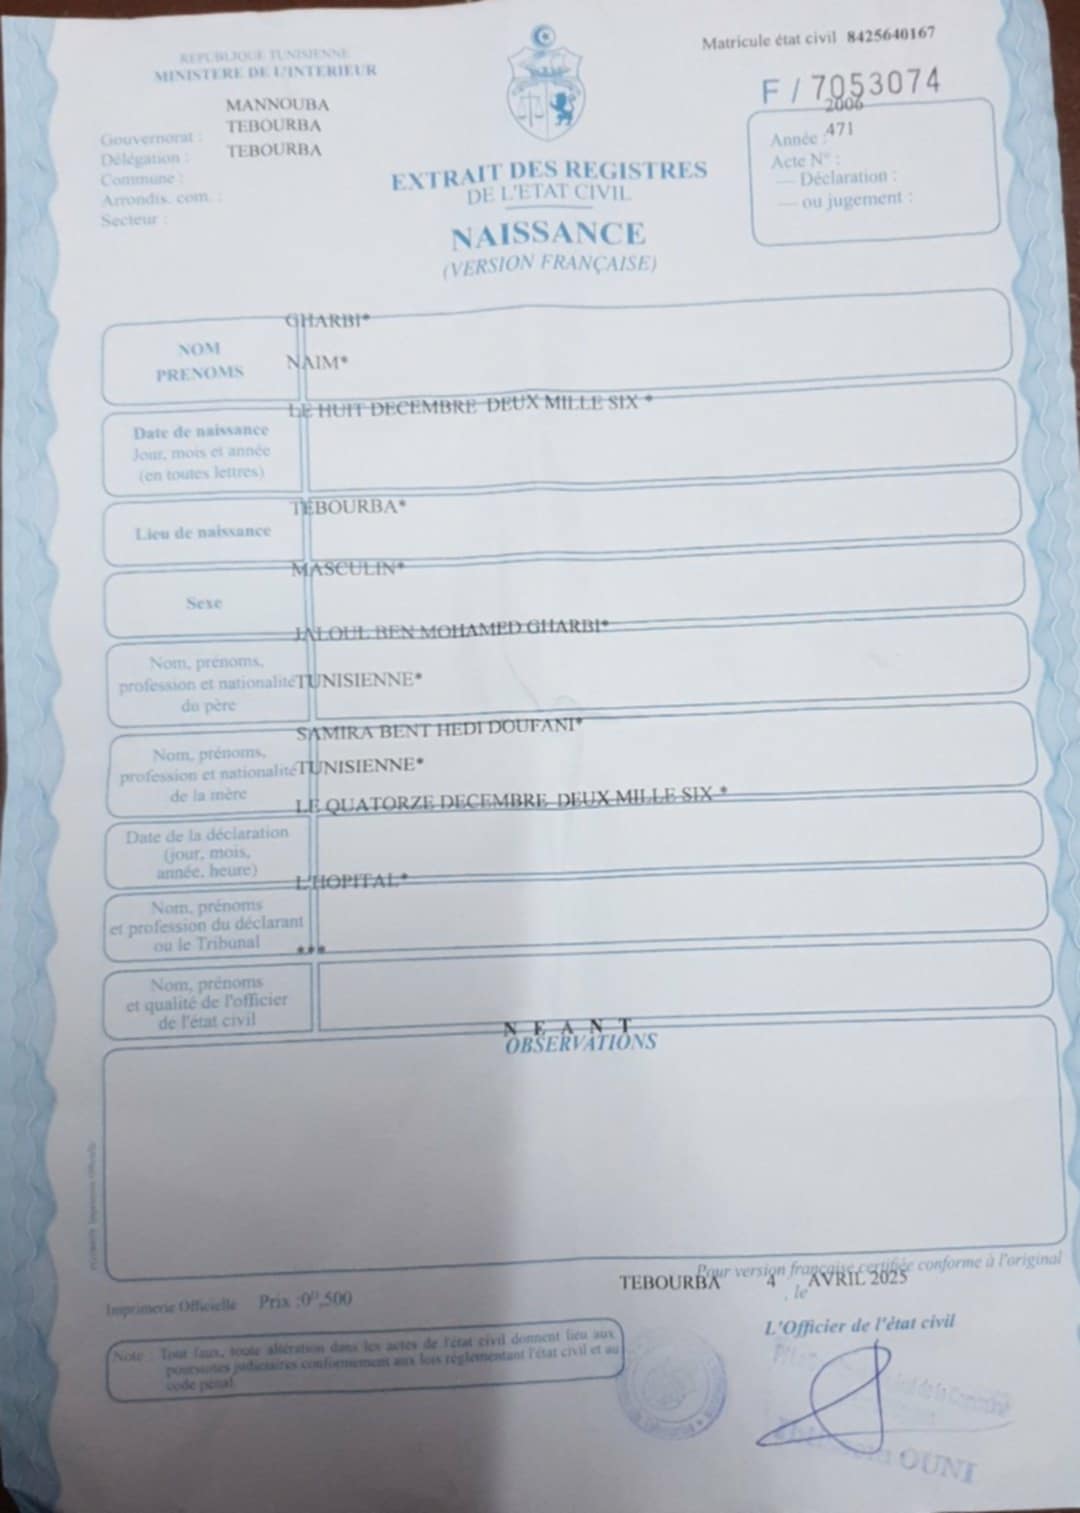 REPUBLIQUE TUNISIENNE
MINISTERE DE L'INTERIEUR
Matricule état civil 8425640167
F / 7053074
MANNOUBA
TEBOURBA
TEBOURBA
Gouvernorat :
Délégation :
Commune :
Arrondis. com. :
Secteur :
2006
Année :
471
Acte N° :
— Déclaration :
— ou jugement :
EXTRAIT DES REGISTRES
DE L'ETAT CIVIL
NAISSANCE
(VERSION FRANÇAISE)
GHARBI*
NOM
PRENOMS
NAIM*
LE HUIT DECEMBRE DEUX MILLE SIX *
Date de naissance
Jour, mois et année
(en toutes lettres)
TEBOURBA*
Lieu de naissance
MASCULIN*
Sexe
JALOUL BEN MOHAMED GHARBI*
Nom, prénoms,
profession et nationalité
du père
TUNISIENNE*
SAMIRA BENT HEDI DOUFANI*
Nom, prénoms,
profession et nationalité
de la mère
TUNISIENNE*
LE QUATORZE DECEMBRE DEUX MILLE SIX *
Date de la déclaration
(jour, mois,
année, heure)
L'HOPITAL*
Nom, prénoms
et profession du déclarant
ou le Tribunal
***
Nom, prénoms
et qualité de l'officier
de l'état civil
N E A N T
OBSERVATIONS
Pour version française certifiée conforme à l'original
TEBOURBA 4 , le AVRIL 2025
Imprimerie Officielle Prix :0ᴰ,500
L'Officier de l'état civil
Note : Tout faux, toute altération dans les actes de l'état civil donnent lieu aux
poursuites judiciaires conformément aux lois réglementant l'état civil et au
code pénal.
OUNI